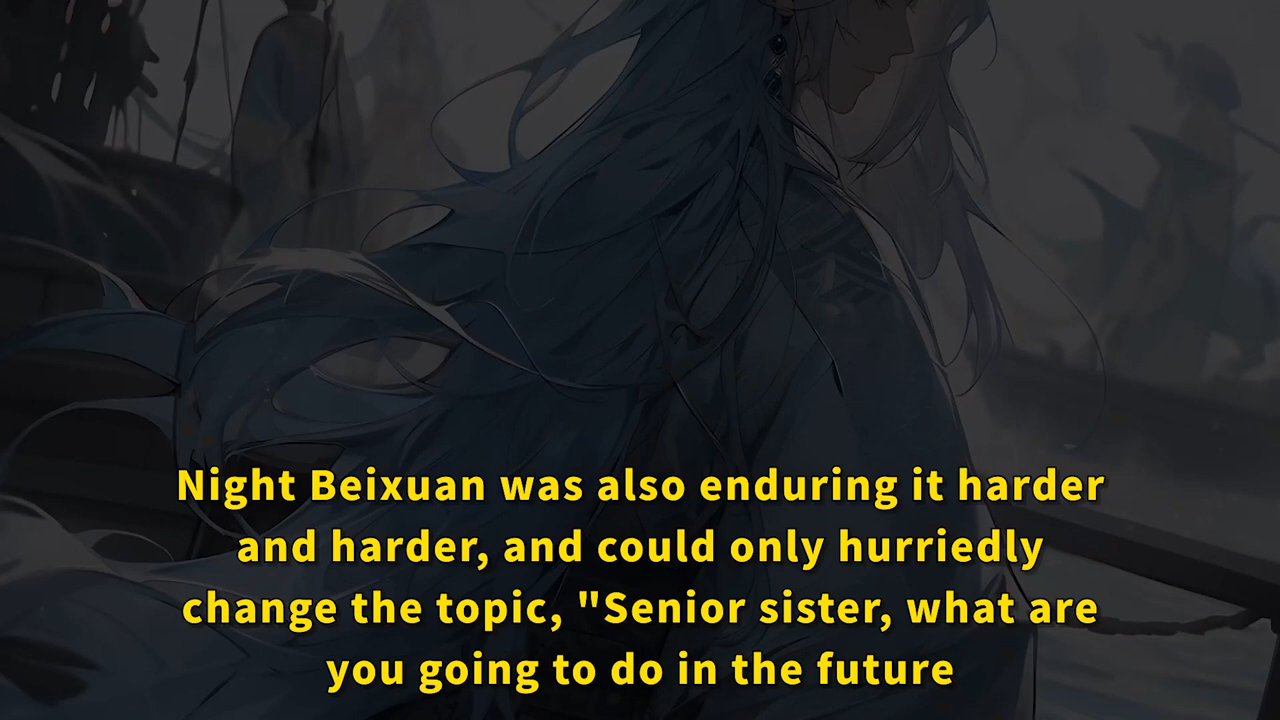 Night Beixuan was also enduring it harder
and harder, and could only hurriedly
change the topic, "Senior sister, what are
you going to do in the future